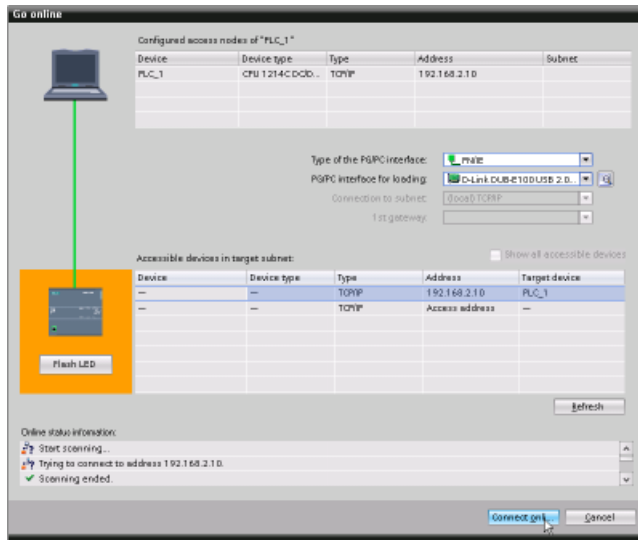 Go online
Configured access nodes of "PLC_1"
Device Device type Type Address Subnet
PLC_1 CPU 1214C DC/D... TCP/IP 192.168.2.10
Type of the PG/PC interface: PN/IE
PG/PC interface for loading: D-Link DUB-E100 USB 2.0...
Connection to subnet: (local) TCP/IP
1st gateway:
Accessible devices in target subnet: Show all accessible devices
Device Device type Type Address Target device
— — TCP/IP 192.168.2.10 PLC_1
— — TCP/IP Access address —
Flash LED
Refresh
Online status information:
Start scanning...
Trying to connect to address 192.168.2.10.
Scanning ended.
Connect onli... Cancel